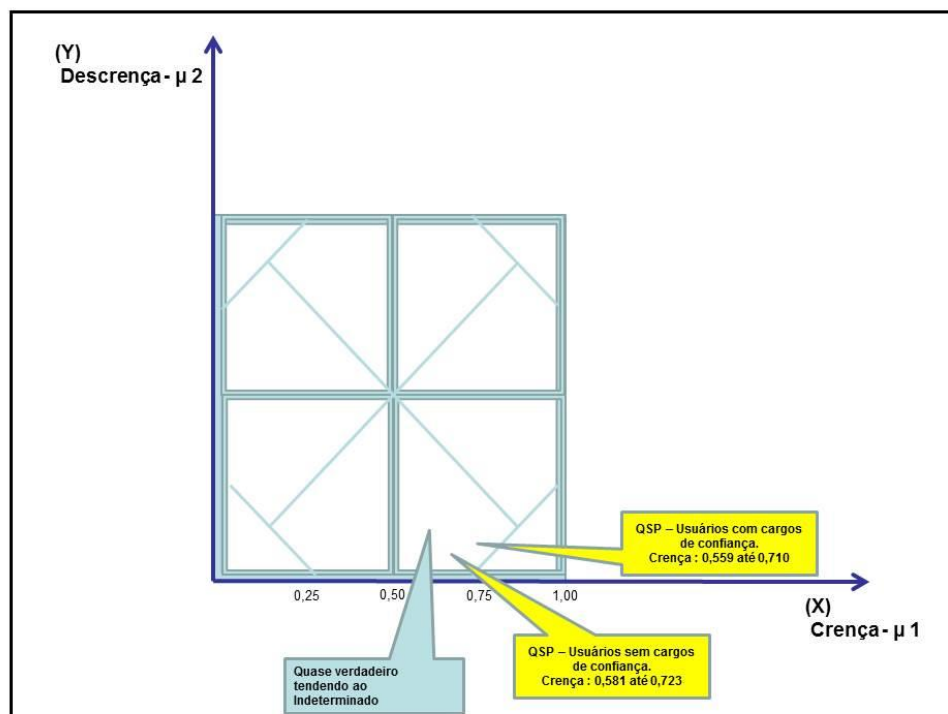 (Y)
Descrença - µ 2
QSP – Usuários com cargos
de confiança.
Crença : 0,559 até 0,710
0,25
0,50
0,75
1,00
(X)
Crença - µ 1
Quase verdadeiro
tendendo ao
Indeterminado
QSP – Usuários sem cargos
de confiança.
Crença : 0,581 até 0,723